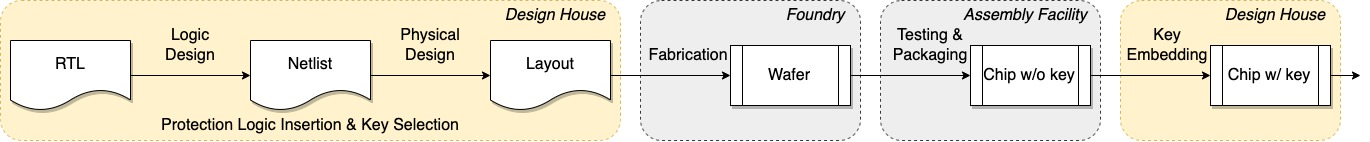 Design House
Logic
Design
Physical
Design
RTL
Netlist
Layout
Protection Logic Insertion & Key Selection
Foundry
Fabrication
Wafer
Assembly Facility
Testing &
Packaging
Chip w/o key
Design House
Key
Embedding
Chip w/ key